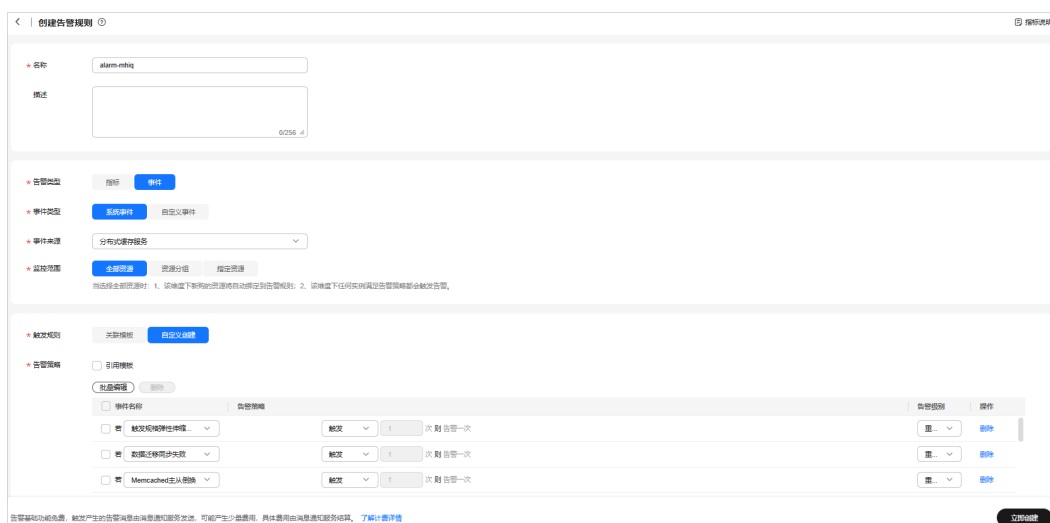 创建告警规则
指标说明
* 名称
alarm-mhiq
描述
0/256
* 告警类型
指标 事件
* 事件类型
系统事件 自定义事件
* 事件来源
分布式缓存服务
* 监控范围
全部资源 资源分组 指定资源
当选择全部资源时：1、该维度下新购的资源将自动绑定到告警规则；2、该维度下任何实例满足告警策略都会触发告警。
* 触发规则
关联模板 自定义创建
* 告警策略
引用模板
批量编辑 删除
事件名称 告警策略 告警级别 操作
若 触发规格弹性伸缩... 触发 1 次 则 告警一次 重... 删除
若 数据迁移同步失败 触发 1 次 则 告警一次 重... 删除
若 Memcached主从倒换 触发 1 次 则 告警一次 重... 删除
告警基础功能免费，触发产生的告警消息由消息通知服务发送，可能产生少量费用，具体费用由消息通知服务结算。 了解计费详情
立即创建